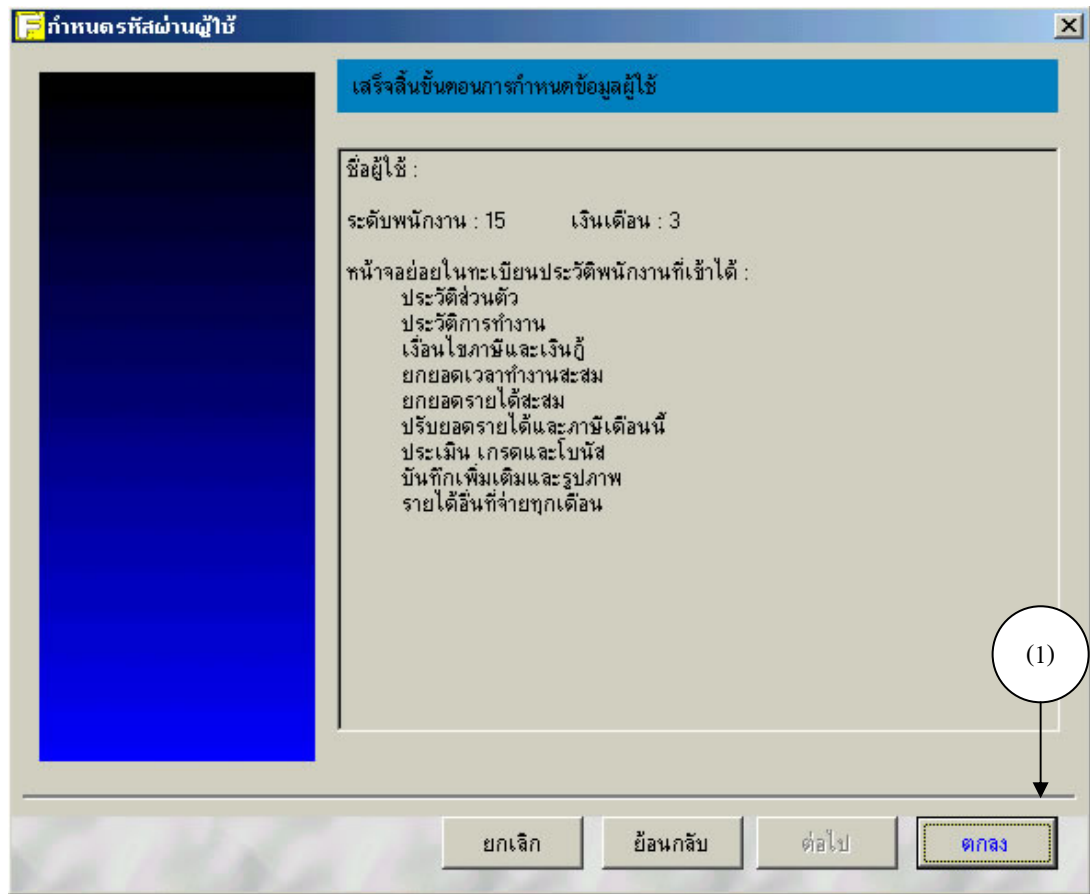 กำหนดรหัสผ่านผู้ใช้
เสร็จสิ้นขั้นตอนการกำหนดข้อมูลผู้ใช้
ชื่อผู้ใช้ :
ระดับพนักงาน : 15 เงินเดือน : 3
หน้าจอย่อยในทะเบียนประวัติพนักงานที่เข้าได้ :
ประวัติส่วนตัว
ประวัติการทำงาน
เงื่อนไขภาษีและเงินกู้
ยกยอดเวลาทำงานสะสม
ยกยอดรายได้สะสม
ปรับยอดรายได้และภาษีเดือนนี้
ประเมิน เกรดและโบนัส
บันทึกเพิ่มเติมและรูปภาพ
รายได้อื่นที่จ่ายทุกเดือน
(1)
ยกเลิก ย้อนกลับ ต่อไป ตกลง